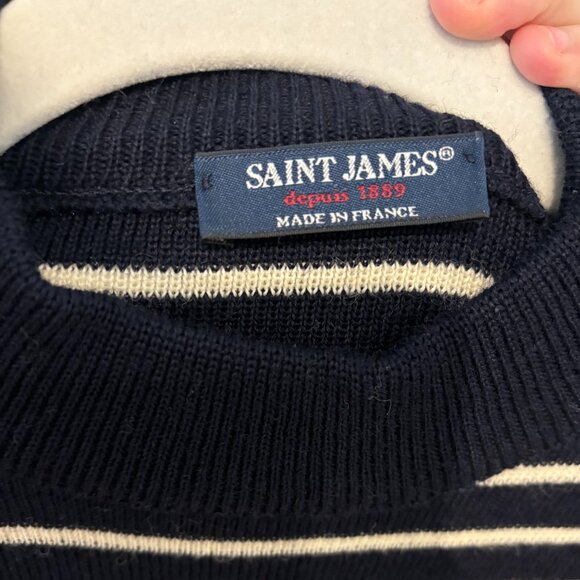 SAINT JAMES®
depuis 1889
MADE IN FRANCE